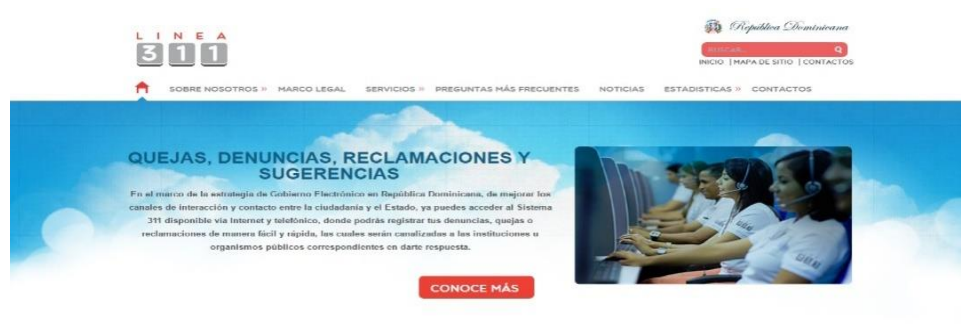 LINEA
311
República Dominicana
BUSCAR...
INICIO | MAPA DE SITIO | CONTACTOS
SOBRE NOSOTROS » MARCO LEGAL SERVICIOS » PREGUNTAS MÁS FRECUENTES NOTICIAS ESTADISTICAS » CONTACTOS
QUEJAS, DENUNCIAS, RECLAMACIONES Y
SUGERENCIAS
En el marco de la estrategia de Gobierno Electrónico en República Dominicana, de mejorar los
canales de interacción y contacto entre la ciudadanía y el Estado, ya puedes acceder al Sistema
311 disponible vía Internet y telefónico, donde podrás registrar tus denuncias, quejas o
reclamaciones de manera fácil y rápida, las cuales serán canalizadas a las instituciones u
organismos públicos correspondientes en darte respuesta.
CONOCE MÁS